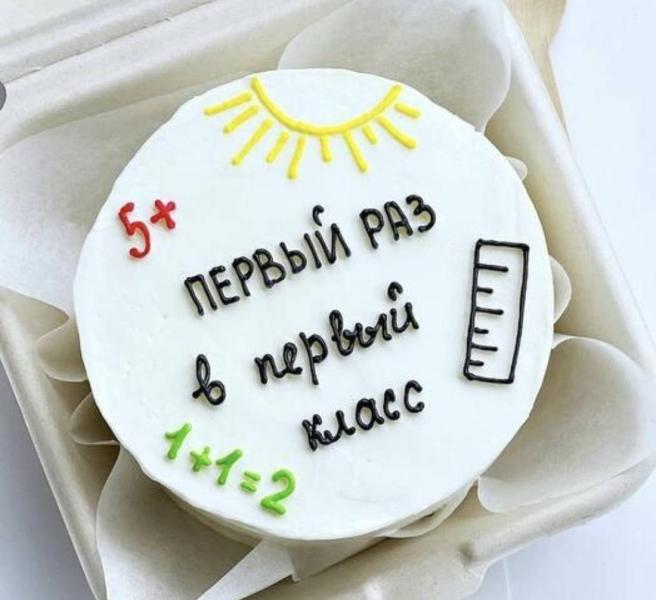 5+
ПЕРВЫЙ РАЗ
в первый
класс
1+1=2